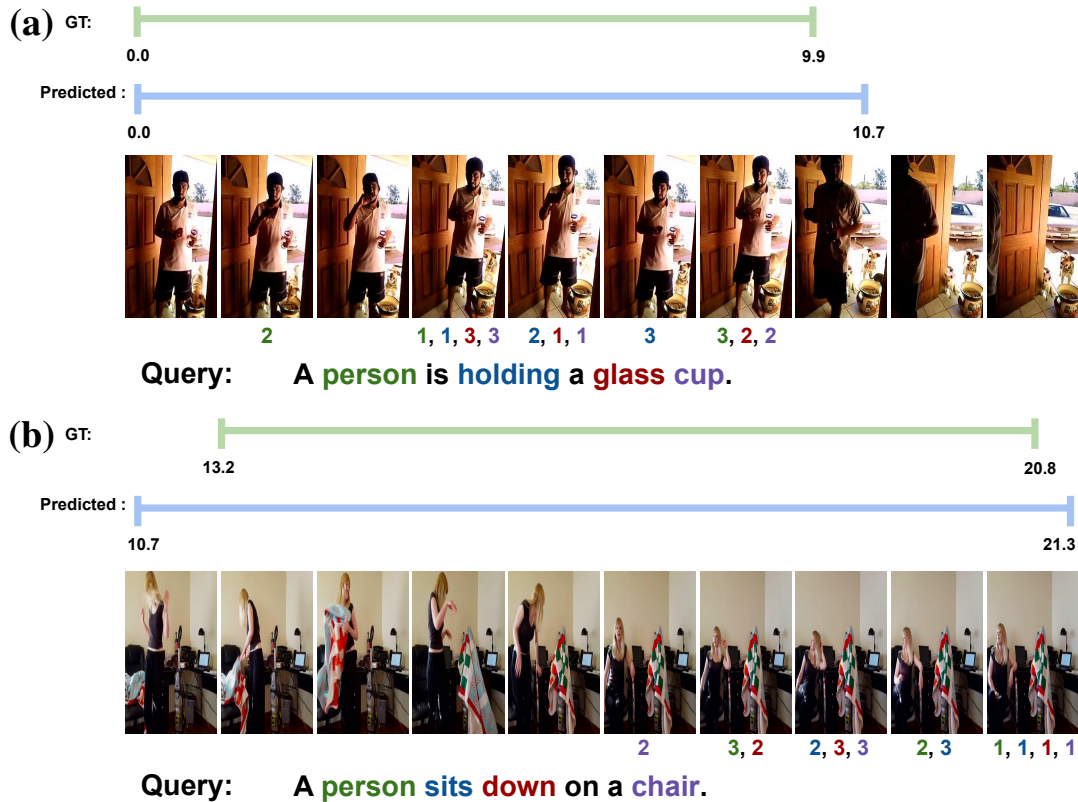 (a) GT:
0.0 9.9
Predicted :
0.0 10.7
2 1, 1, 3, 3 2, 1, 1 3 3, 2, 2
Query: A person is holding a glass cup.
(b) GT:
13.2 20.8
Predicted :
10.7 21.3
2 3, 2 2, 3, 3 2, 3 1, 1, 1, 1
Query: A person sits down on a chair.